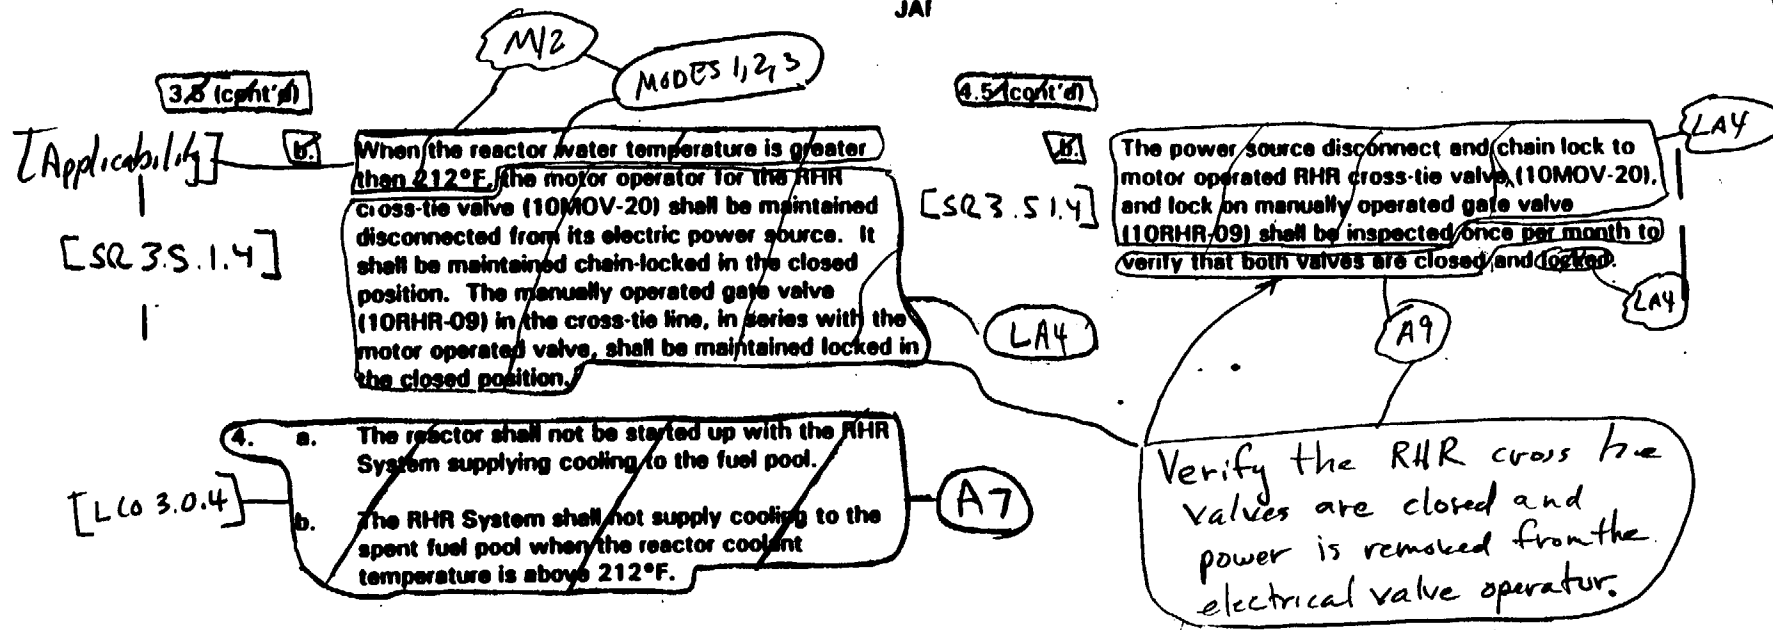 JAF
M12
MODES 1, 2, 3
3.5 (cont'd)
[Applicability]
[SR 3.5.1.4]
b. When the reactor water temperature is greater
than 212°F, the motor operator for the RHR
cross-tie valve (10MOV-20) shall be maintained
disconnected from its electric power source. It
shall be maintained chain-locked in the closed
position. The manually operated gate valve
(10RHR-09) in the cross-tie line, in series with the
motor operated valve, shall be maintained locked in
the closed position.
LA4
4. a. The reactor shall not be started up with the RHR
System supplying cooling to the fuel pool.
[LCO 3.0.4]
b. The RHR System shall not supply cooling to the
spent fuel pool when the reactor coolant
temperature is above 212°F.
A7
4.5 (cont'd)
b. The power source disconnect and chain lock to
motor operated RHR cross-tie valve (10MOV-20),
and lock on manually operated gate valve
(10RHR-09) shall be inspected once per month to
verify that both valves are closed and locked.
LA4
[SR 3.5.1.4]
LA4
A9
Verify the RHR cross tie
valves are closed and
power is removed from the
electrical valve operator.